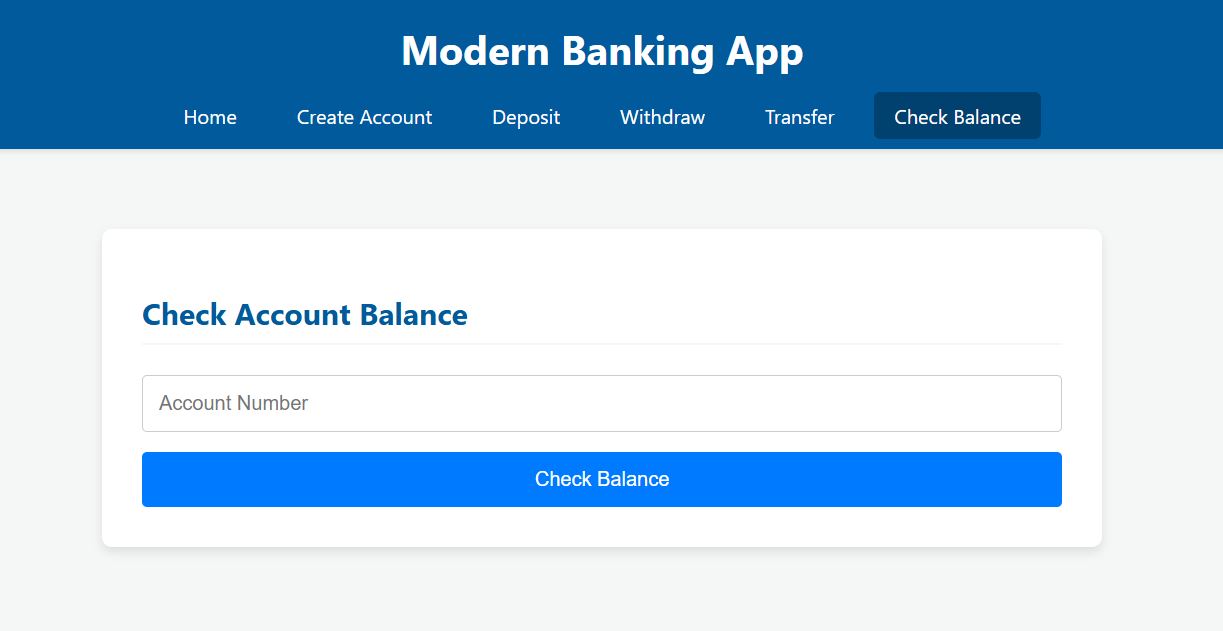 Modern Banking App
Home Create Account Deposit Withdraw Transfer Check Balance
Check Account Balance
Account Number
Check Balance